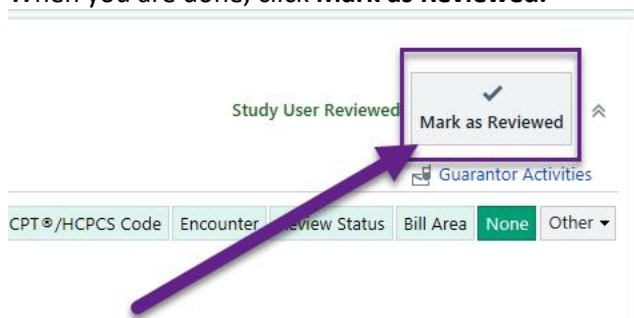 When you are done, click Mark as Reviewed.
Study User Reviewed
Mark as Reviewed
Guarantor Activities
CPT®/HCPCS Code Encounter Review Status Bill Area None Other